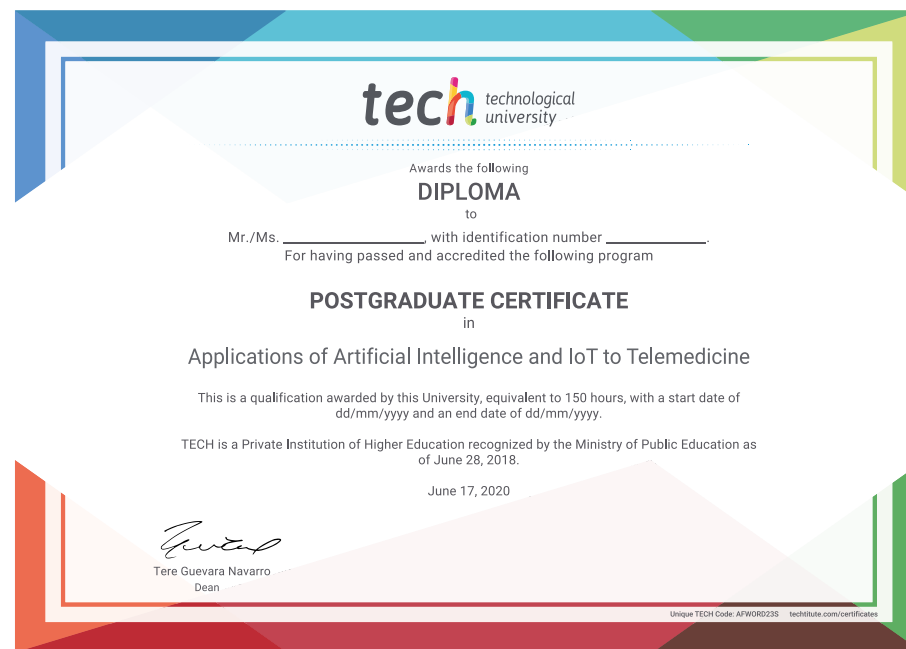 tech technological
university
Awards the following
DIPLOMA
to
Mr./Ms. ____________________, with identification number ______________.
For having passed and accredited the following program
POSTGRADUATE CERTIFICATE
in
Applications of Artificial Intelligence and IoT to Telemedicine
This is a qualification awarded by this University, equivalent to 150 hours, with a start date of
dd/mm/yyyy and an end date of dd/mm/yyyy.
TECH is a Private Institution of Higher Education recognized by the Ministry of Public Education as
of June 28, 2018.
June 17, 2020
Tere Guevara Navarro
Dean
Unique TECH Code: AFWORD23S techtitute.com/certificates